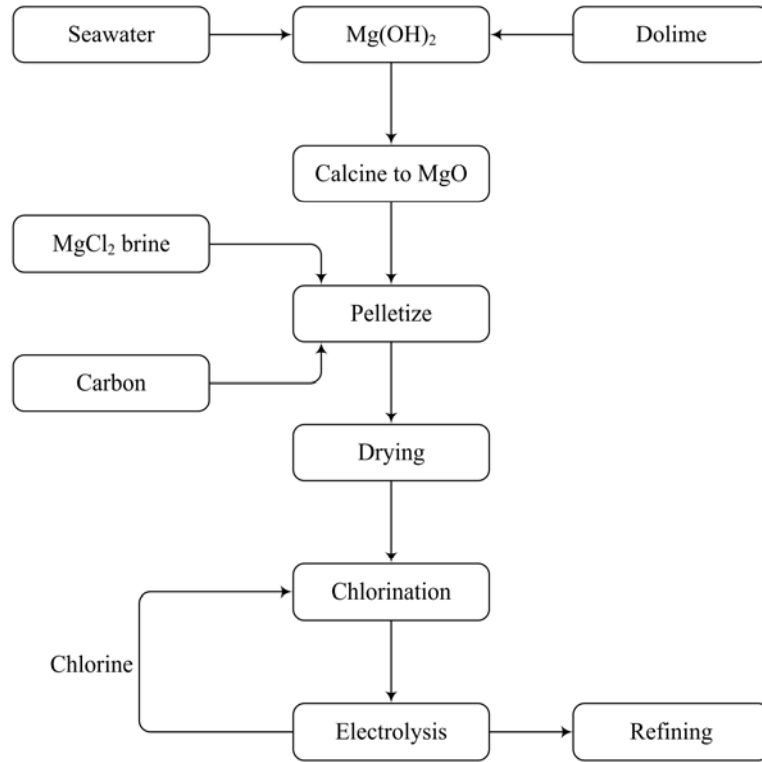 Seawater
Mg(OH)₂
Dolime
Calcine to MgO
MgCl₂ brine
Pelletize
Carbon
Drying
Chlorination
Chlorine
Electrolysis
Refining